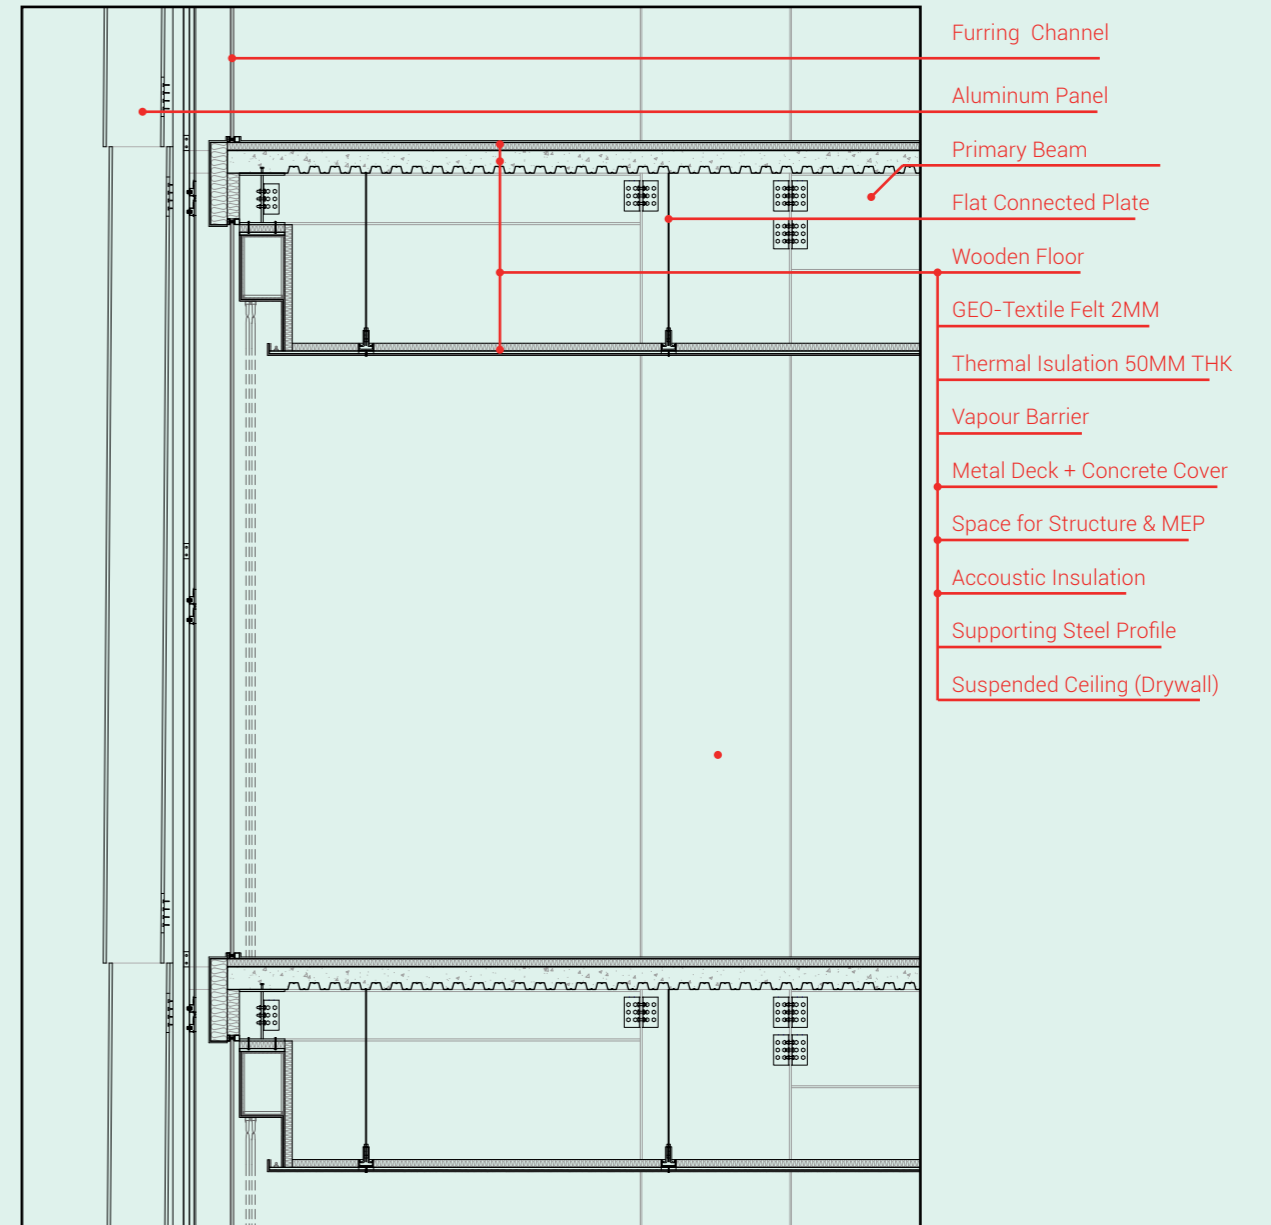 Furring Channel
Aluminum Panel
Primary Beam
Flat Connected Plate
Wooden Floor
GEO-Textile Felt 2MM
Thermal Isulation 50MM THK
Vapour Barrier
Metal Deck + Concrete Cover
Space for Structure & MEP
Accoustic Insulation
Supporting Steel Profile
Suspended Ceiling (Drywall)